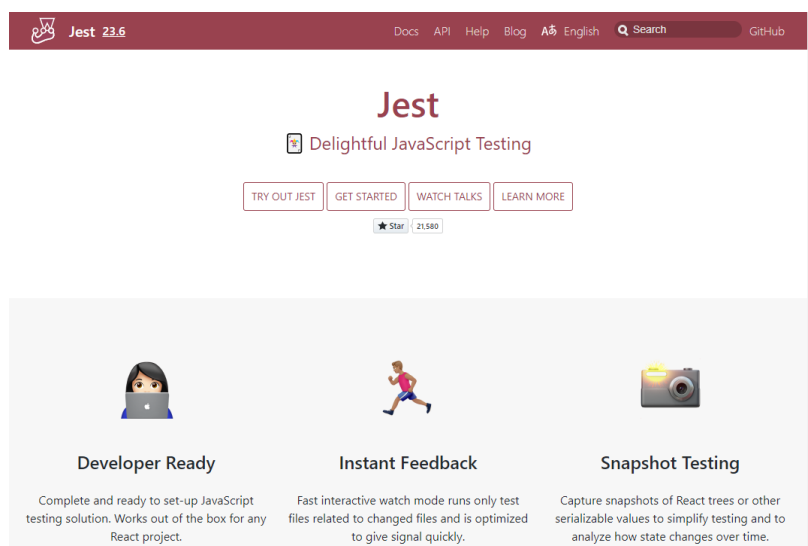 Jest 23.6 Docs API Help Blog Aあ English Search GitHub
Jest
Delightful JavaScript Testing
TRY OUT JEST GET STARTED WATCH TALKS LEARN MORE
Star 21,580
Developer Ready
Complete and ready to set-up JavaScript
testing solution. Works out of the box for any
React project.
Instant Feedback
Fast interactive watch mode runs only test
files related to changed files and is optimized
to give signal quickly.
Snapshot Testing
Capture snapshots of React trees or other
serializable values to simplify testing and to
analyze how state changes over time.